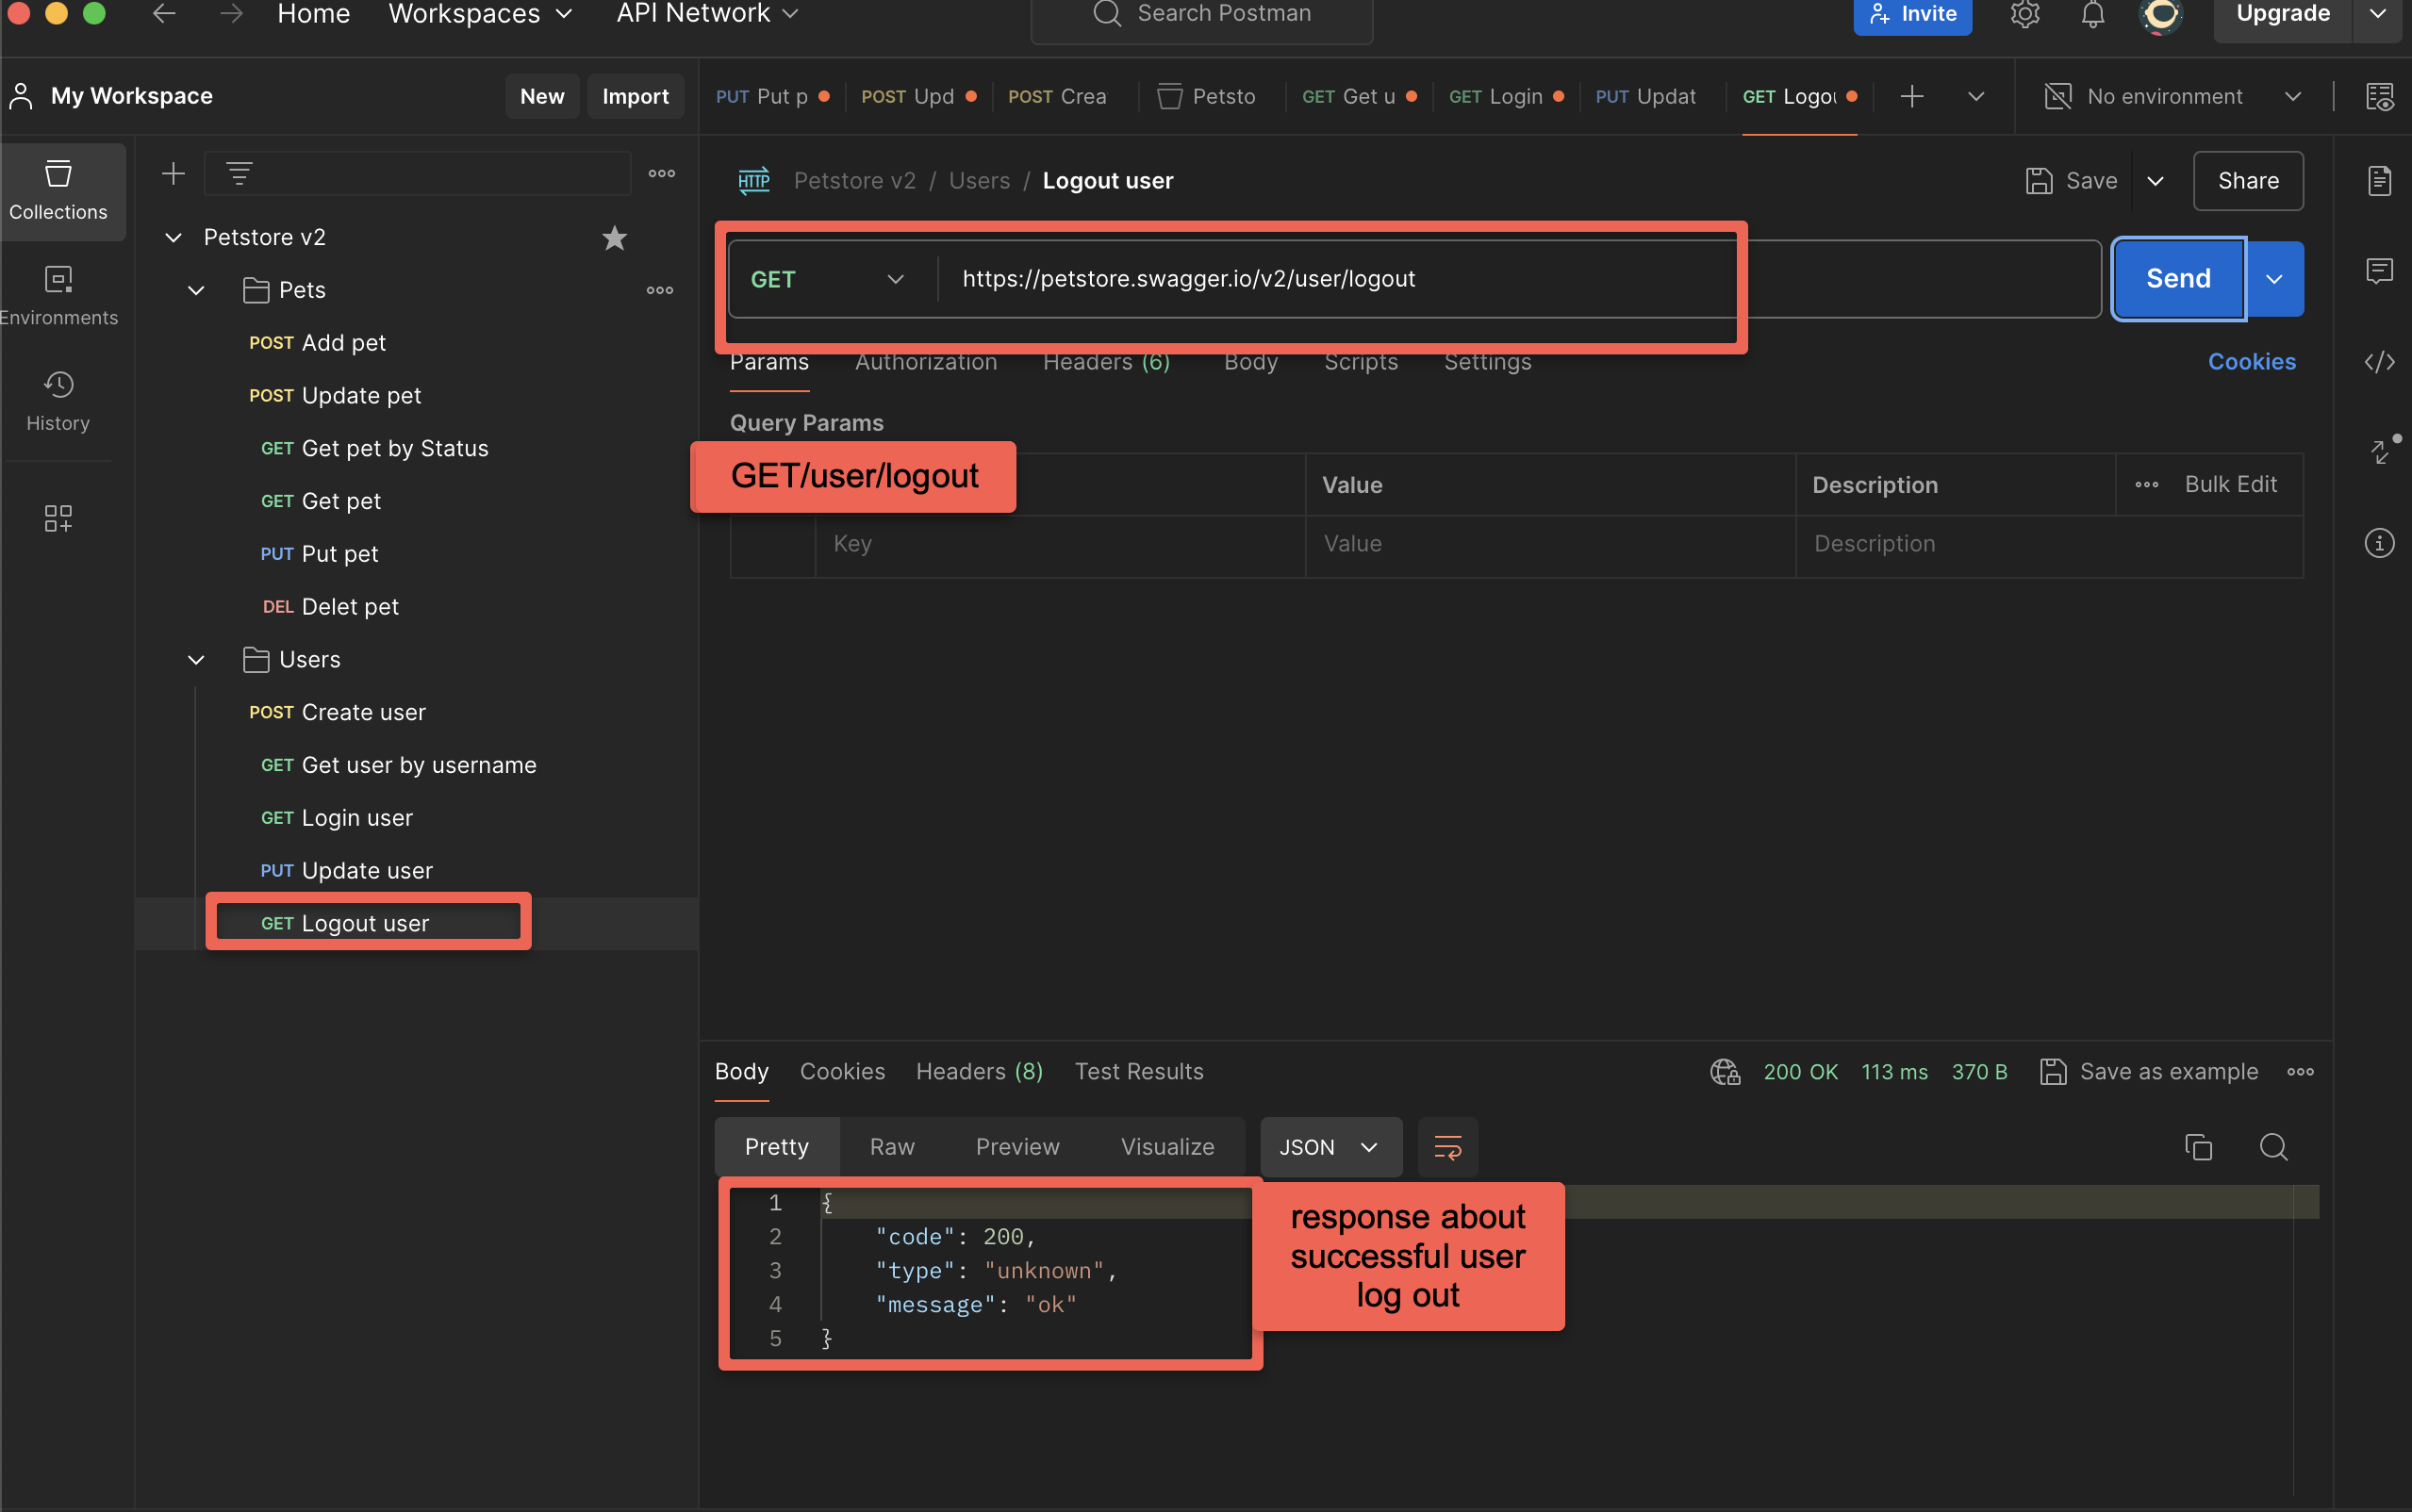 Home Workspaces API Network Search Postman Invite Upgrade
My Workspace New Import
PUT Put p POST Upd POST Crea Petsto GET Get u GET Login PUT Updat GET Logou No environment
Collections
Environments
History
Petstore v2
Pets
POST Add pet
POST Update pet
GET Get pet by Status
GET Get pet
PUT Put pet
DEL Delet pet
Users
POST Create user
GET Get user by username
GET Login user
PUT Update user
GET Logout user
HTTP Petstore v2 / Users / Logout user Save Share
GET https://petstore.swagger.io/v2/user/logout Send
Params Authorization Headers (6) Body Scripts Settings Cookies
Query Params
GET/user/logout
Value Description Bulk Edit
Key Value Description
Body Cookies Headers (8) Test Results 200 OK 113 ms 370 B Save as example
Pretty Raw Preview Visualize JSON
1 {
2 "code": 200,
3 "type": "unknown",
4 "message": "ok"
5 }
response about
successful user
log out